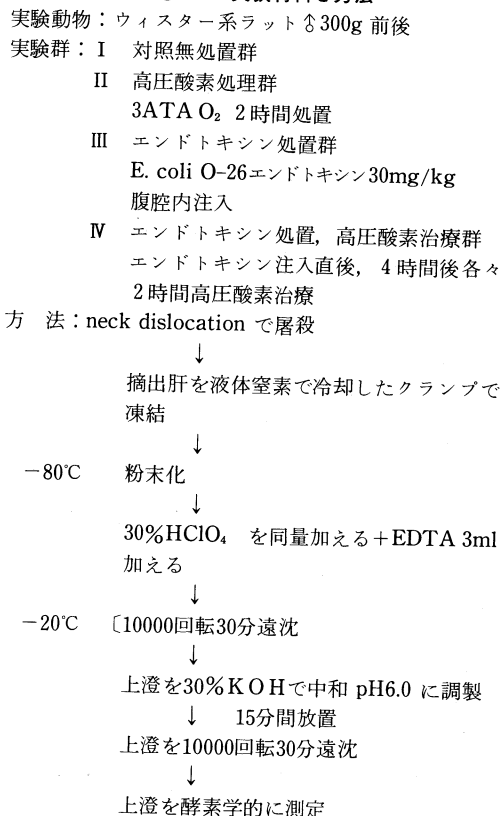 実験動物：ウィスター系ラット♂300g 前後
実験群：Ⅰ 対照無処置群
Ⅱ 高圧酸素処理群
3ATA O₂ 2時間処置
Ⅲ エンドトキシン処置群
E. coli O-26エンドトキシン30mg/kg
腹腔内注入
Ⅳ エンドトキシン処置，高圧酸素治療群
エンドトキシン注入直後，4時間後各々
2時間高圧酸素治療
方 法：neck dislocation で屠殺
↓
摘出肝を液体窒素で冷却したクランプで
凍結
↓
－80℃ 粉末化
↓
30％HClO₄ を同量加える＋EDTA 3ml
加える
↓
－20℃ 〔10000回転30分遠沈
↓
上澄を30％KOHで中和 pH6.0 に調製
↓ 15分間放置
上澄を10000回転30分遠沈
↓
上澄を酵素学的に測定